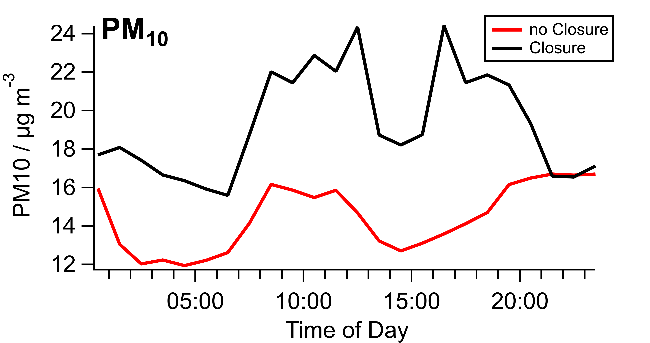 PM10
no Closure
Closure
24
22
20
18
16
14
12
PM10 / µg m-3
05:00
10:00
15:00
20:00
Time of Day